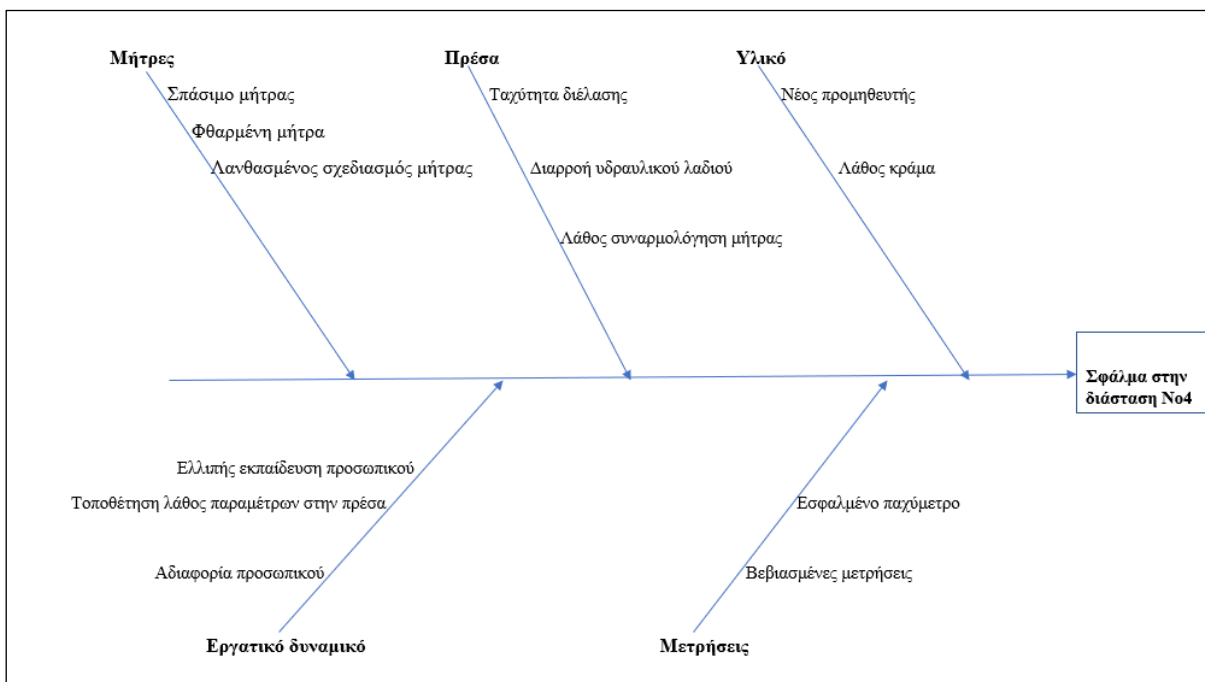 Μήτρες
Πρέσα
Υλικό
Σπάσιμο μήτρας
Ταχύτητα διέλασης
Νέος προμηθευτής
Φθαρμένη μήτρα
Λανθασμένος σχεδιασμός μήτρας
Διαρροή υδραυλικού λαδιού
Λάθος κράμα
Λάθος συναρμολόγηση μήτρας
Σφάλμα στην
διάσταση Νο4
Ελλιπής εκπαίδευση προσωπικού
Τοποθέτηση λάθος παραμέτρων στην πρέσα
Εσφαλμένο παχύμετρο
Αδιαφορία προσωπικού
Βεβιασμένες μετρήσεις
Εργατικό δυναμικό
Μετρήσεις